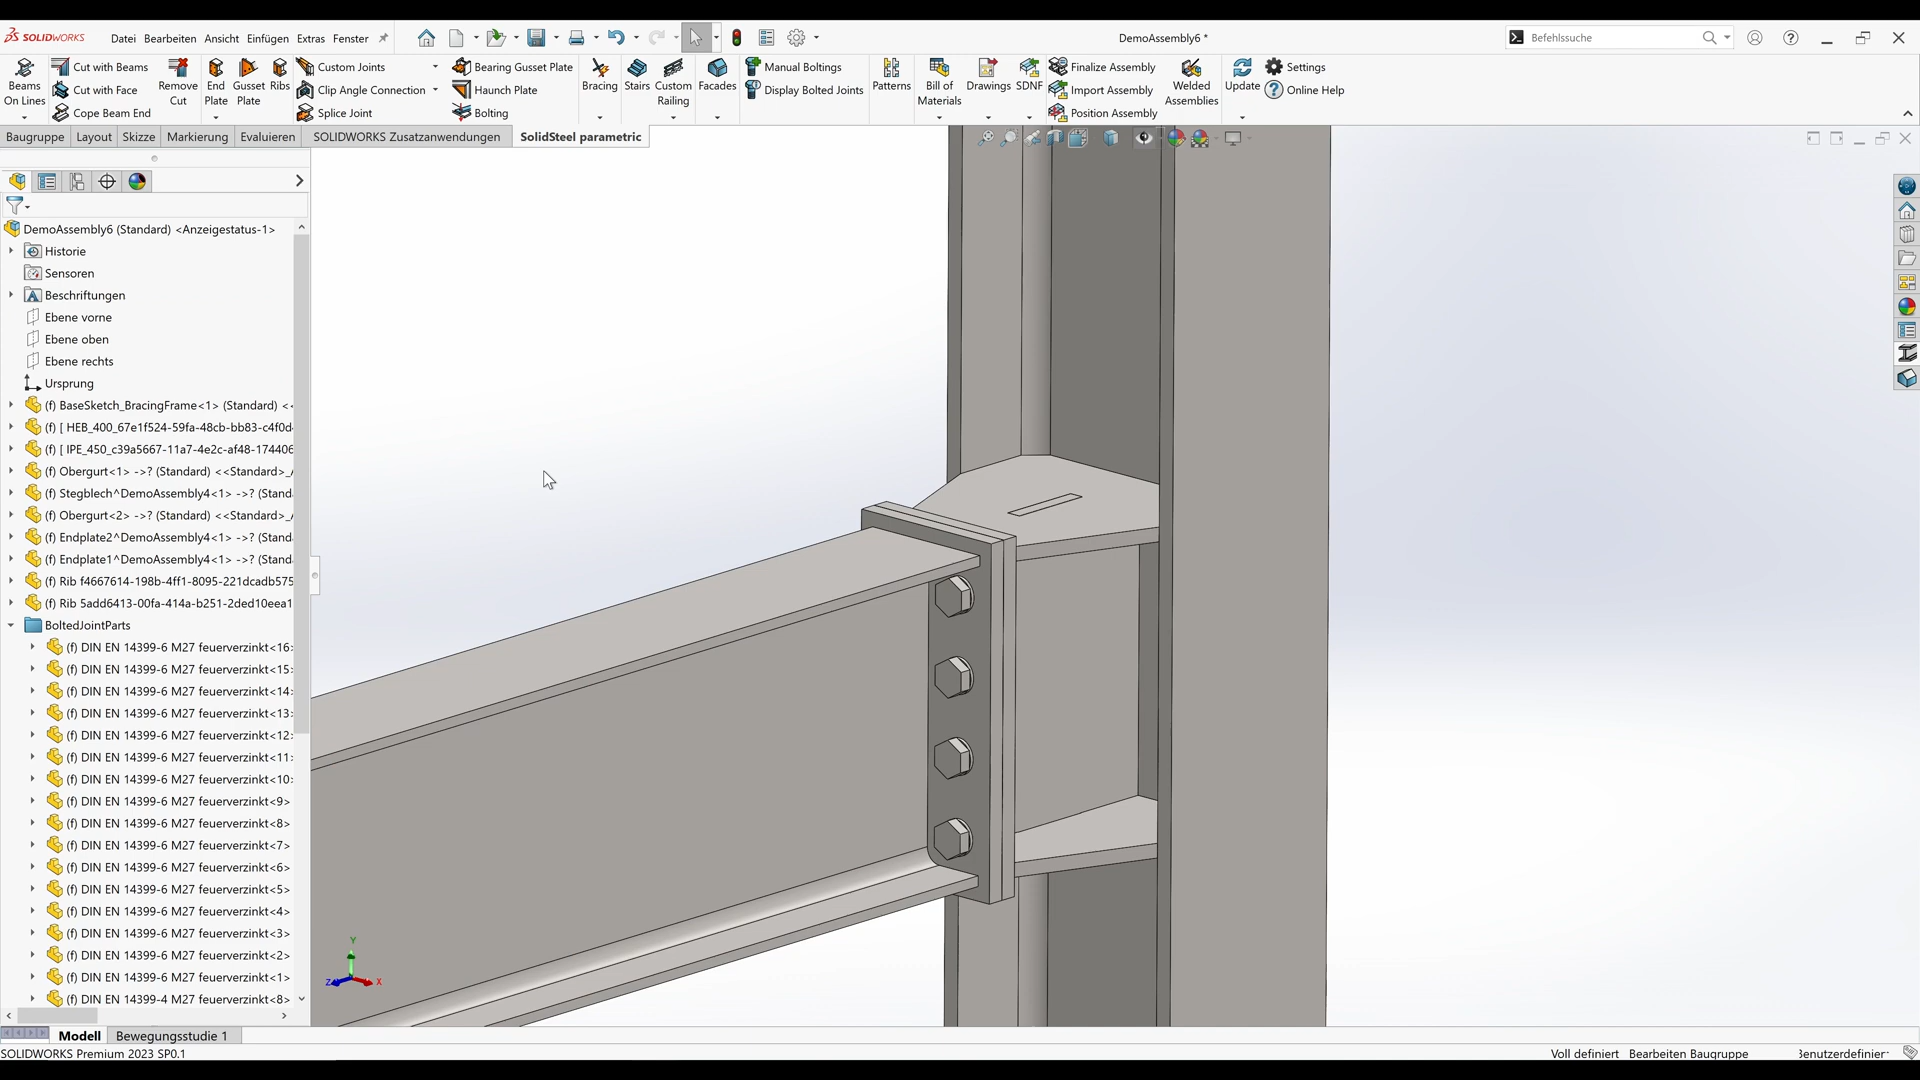 SOLIDWORKS
Datei Bearbeiten Ansicht Einfügen Extras Fenster
DemoAssembly6 *
Befehlssuche
Beams On Lines
Cut with Beams
Cut with Face
Cope Beam End
Remove Cut
End Plate
Gusset Plate
Ribs
Custom Joints
Clip Angle Connection
Splice Joint
Bearing Gusset Plate
Haunch Plate
Bolting
Bracing
Stairs
Custom Railing
Facades
Manual Boltings
Display Bolted Joints
Patterns
Bill of Materials
Drawings
SDNF
Finalize Assembly
Import Assembly
Position Assembly
Welded Assemblies
Update
Settings
Online Help
Baugruppe Layout Skizze Markierung Evaluieren SOLIDWORKS Zusatzanwendungen SolidSteel parametric
DemoAssembly6 (Standard) <Anzeigestatus-1>
Historie
Sensoren
Beschriftungen
Ebene vorne
Ebene oben
Ebene rechts
Ursprung
(f) BaseSketch_BracingFrame<1> (Standard) <
(f) [ HEB_400_67e1f524-59fa-48cb-bb83-c4f0d
(f) [ IPE_450_c39a5667-11a7-4e2c-af48-174406
(f) Obergurt<1> ->? (Standard) <<Standard>_
(f) Stegblech^DemoAssembly4<1> ->? (Stand
(f) Obergurt<2> ->? (Standard) <<Standard>_
(f) Endplate2^DemoAssembly4<1> ->? (Stand
(f) Endplate1^DemoAssembly4<1> ->? (Stand
(f) Rib f4667614-198b-4ff1-8095-221dcadb575
(f) Rib 5add6413-00fa-414a-b251-2ded10eea1
BoltedJointParts
(f) DIN EN 14399-6 M27 feuerverzinkt<16>
(f) DIN EN 14399-6 M27 feuerverzinkt<15>
(f) DIN EN 14399-6 M27 feuerverzinkt<14>
(f) DIN EN 14399-6 M27 feuerverzinkt<13>
(f) DIN EN 14399-6 M27 feuerverzinkt<12>
(f) DIN EN 14399-6 M27 feuerverzinkt<11>
(f) DIN EN 14399-6 M27 feuerverzinkt<10>
(f) DIN EN 14399-6 M27 feuerverzinkt<9>
(f) DIN EN 14399-6 M27 feuerverzinkt<8>
(f) DIN EN 14399-6 M27 feuerverzinkt<7>
(f) DIN EN 14399-6 M27 feuerverzinkt<6>
(f) DIN EN 14399-6 M27 feuerverzinkt<5>
(f) DIN EN 14399-6 M27 feuerverzinkt<4>
(f) DIN EN 14399-6 M27 feuerverzinkt<3>
(f) DIN EN 14399-6 M27 feuerverzinkt<2>
(f) DIN EN 14399-6 M27 feuerverzinkt<1>
(f) DIN EN 14399-4 M27 feuerverzinkt<8>
Y
Z X
Modell Bewegungsstudie 1
SOLIDWORKS Premium 2023 SP0.1
Voll definiert Bearbeiten Baugruppe